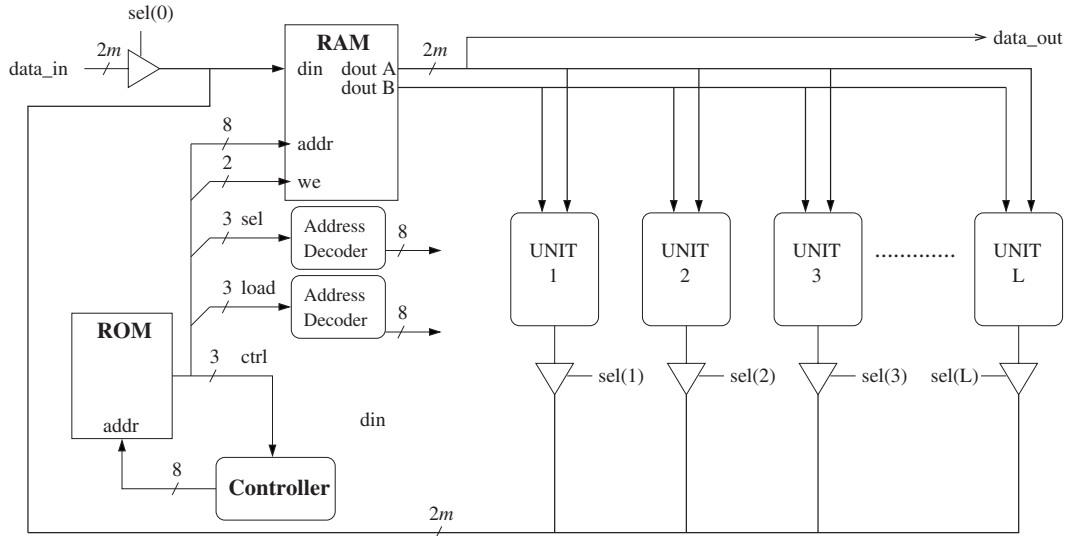 sel(0)
RAM
2m
2m
data_out
data_in
din
dout A
dout B
8
addr
2
we
3 sel
Address
Decoder
8
3 load
Address
Decoder
8
UNIT
1
UNIT
2
UNIT
3
.............
UNIT
L
ROM
3 ctrl
sel(1)
sel(2)
sel(3)
sel(L)
addr
din
8
Controller
2m